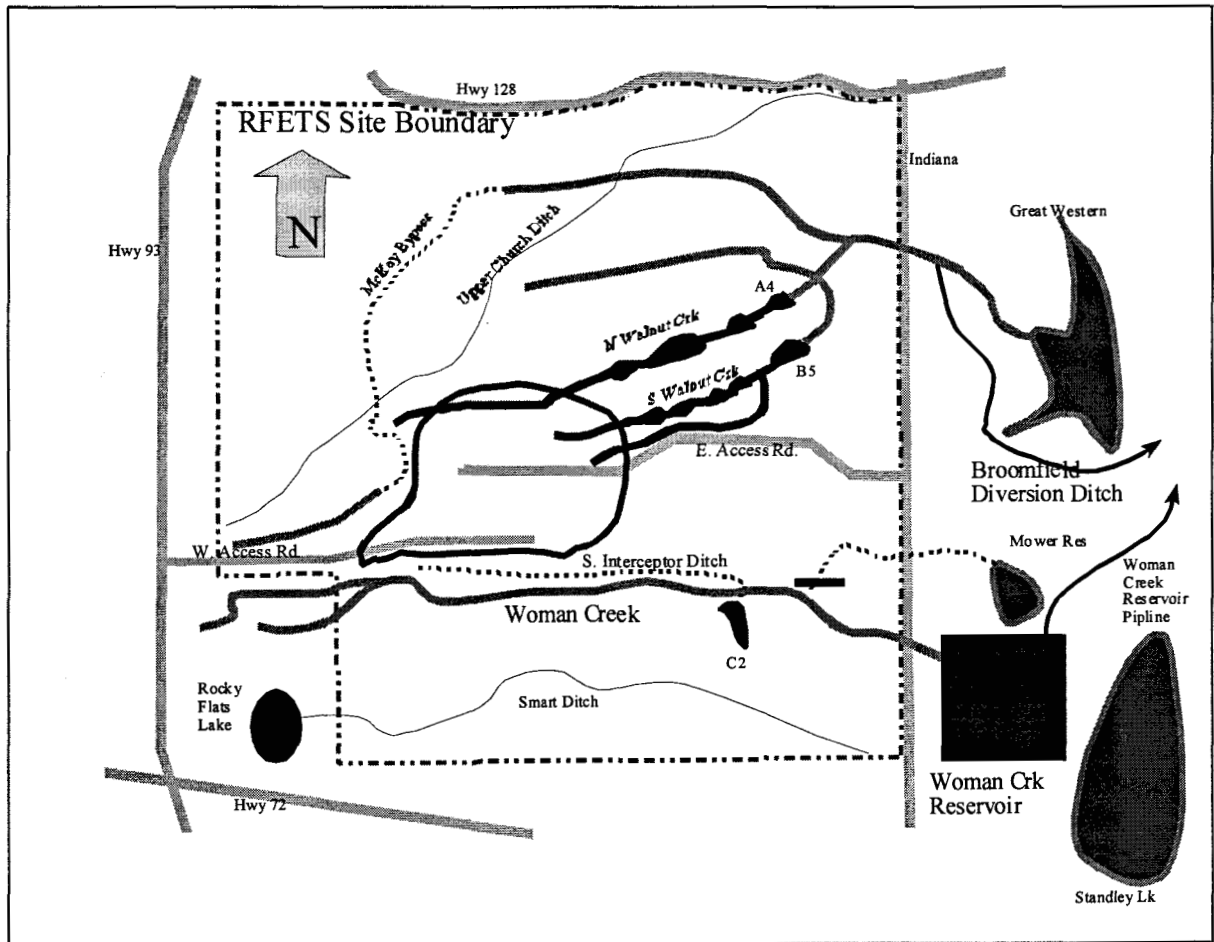 Hwy 128
RFETS Site Boundary
N
Indiana
Hwy 93
McKay Bypass
Upper Church Ditch
Great Western
A4
N Walnut Crk
S Walnut Crk
B5
E. Access Rd.
Broomfield
Diversion Ditch
W. Access Rd.
S. Interceptor Ditch
Mower Res
Woman
Creek
Reservoir
Pipline
Woman Creek
C2
Rocky
Flats
Lake
Smart Ditch
Woman Crk
Reservoir
Hwy 72
Standley Lk